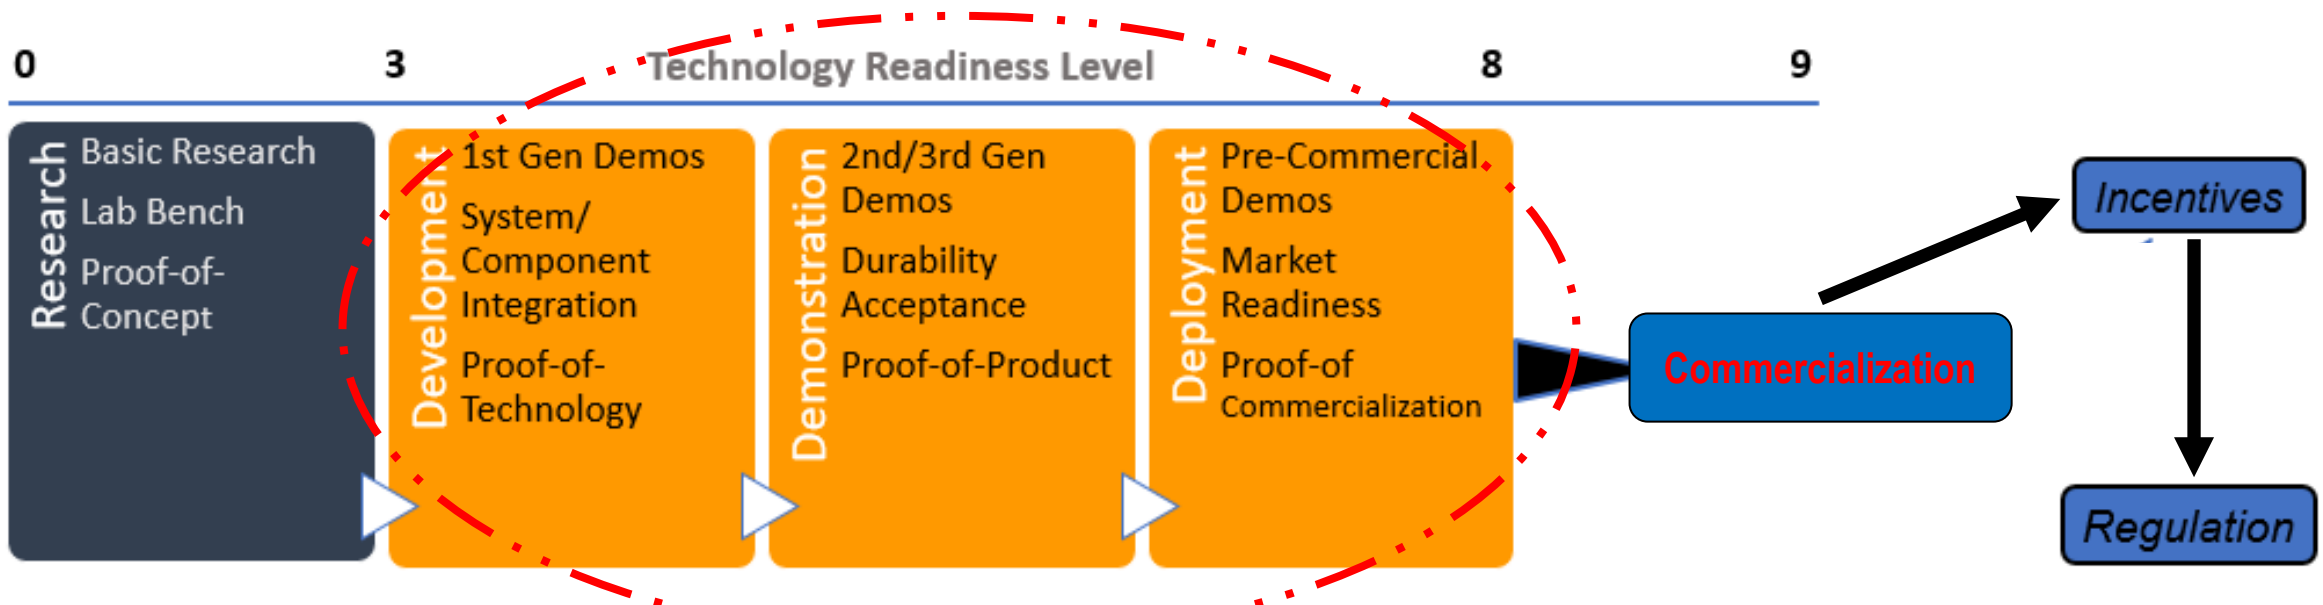 0 3 Technology Readiness Level 8 9
Research
Basic Research
Lab Bench
Proof-of-
Concept
Development
1st Gen Demos
System/
Component
Integration
Proof-of-
Technology
Demonstration
2nd/3rd Gen
Demos
Durability
Acceptance
Proof-of-Product
Deployment
Pre-Commercial
Demos
Market
Readiness
Proof-of
Commercialization
Commercialization
Incentives
Regulation